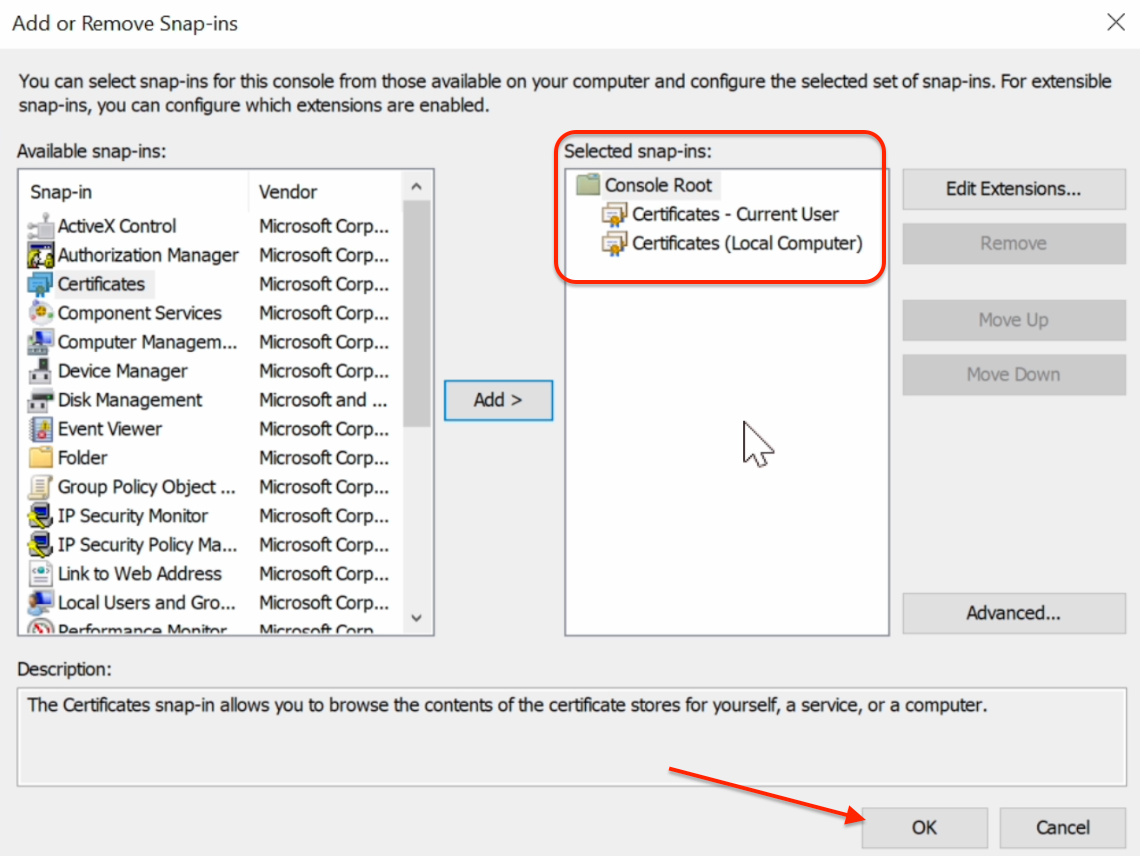 Add or Remove Snap-ins
You can select snap-ins for this console from those available on your computer and configure the selected set of snap-ins. For extensible
snap-ins, you can configure which extensions are enabled.
Available snap-ins:
Snap-in Vendor
ActiveX Control Microsoft Corp...
Authorization Manager Microsoft Corp...
Certificates Microsoft Corp...
Component Services Microsoft Corp...
Computer Managem... Microsoft Corp...
Device Manager Microsoft Corp...
Disk Management Microsoft and ...
Event Viewer Microsoft Corp...
Folder Microsoft Corp...
Group Policy Object ... Microsoft Corp...
IP Security Monitor Microsoft Corp...
IP Security Policy Ma... Microsoft Corp...
Link to Web Address Microsoft Corp...
Local Users and Gro... Microsoft Corp...
Performance Monitor Microsoft Corp...
Add >
Selected snap-ins:
Console Root
Certificates - Current User
Certificates (Local Computer)
Edit Extensions...
Remove
Move Up
Move Down
Advanced...
Description:
The Certificates snap-in allows you to browse the contents of the certificate stores for yourself, a service, or a computer.
OK
Cancel